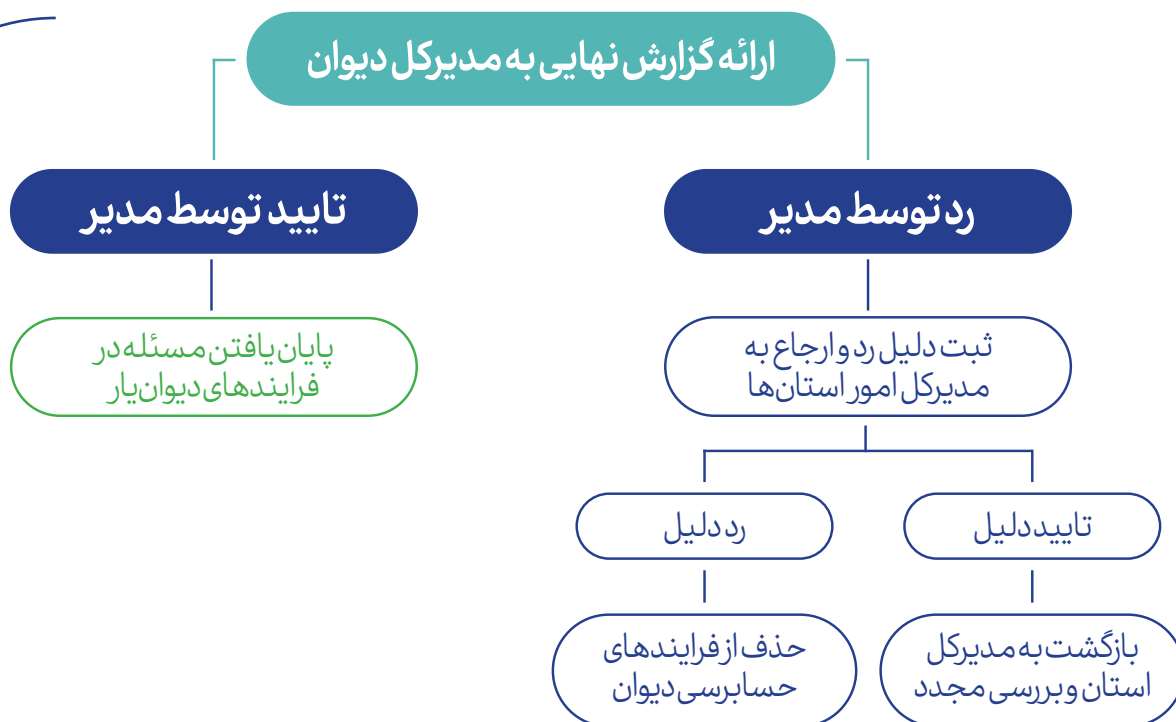 ارائه گزارش نهایی به مدیرکل دیوان
رد توسط مدیر
تایید توسط مدیر
ثبت دلیل رد و ارجاع به
مدیرکل امور استان‌ها
پایان یافتن مسئله در
فرایندهای دیوان‌یار
تایید دلیل
رد دلیل
بازگشت به مدیرکل
استان و بررسی مجدد
حذف از فرایندهای
حسابرسی دیوان